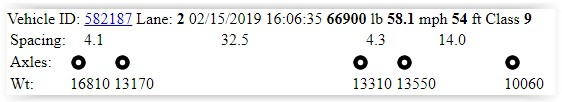 Vehicle ID: 582187 Lane: 2 02/15/2019 16:06:35 66900 lb 58.1 mph 54 ft Class 9
Spacing: 4.1 32.5 4.3 14.0
Axles:
Wt: 16810 13170 13310 13550 10060